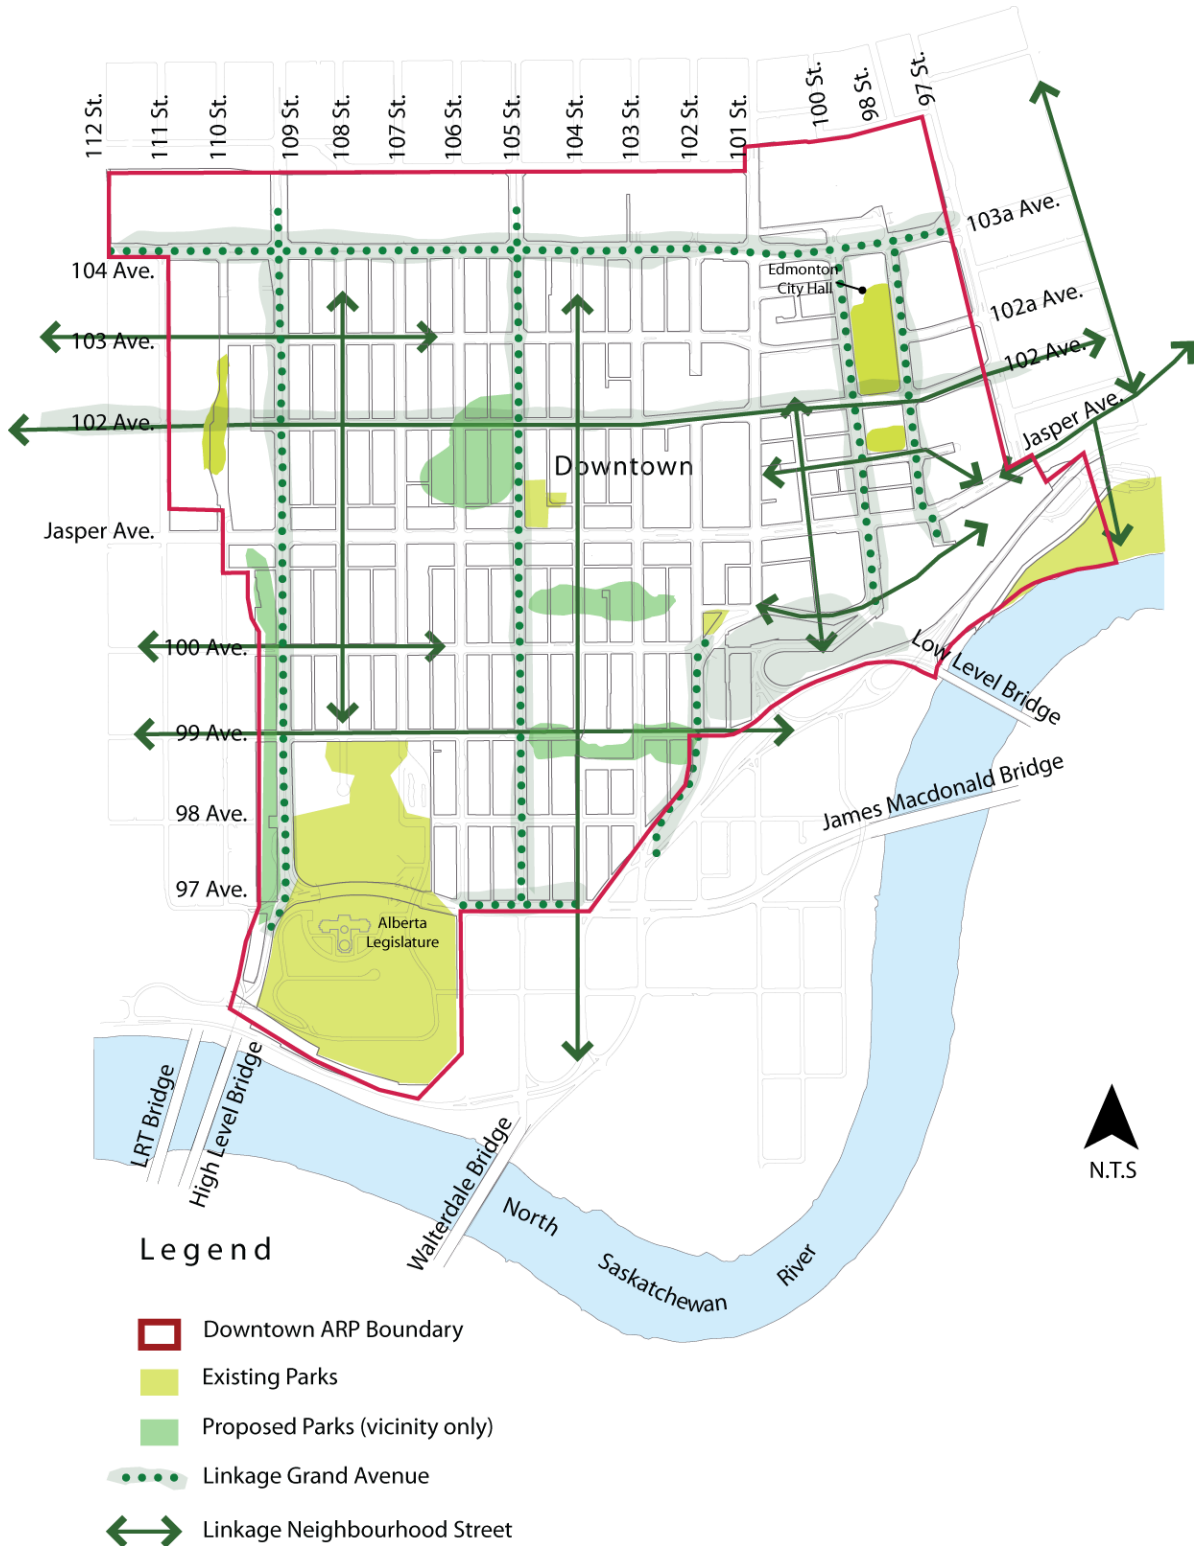 112 St.
111 St.
110 St.
109 St.
108 St.
107 St.
106 St.
105 St.
104 St.
103 St.
102 St.
101 St.
100 St.
98 St.
97 St.
103a Ave.
104 Ave.
Edmonton
City Hall
102a Ave.
103 Ave.
102 Ave.
102 Ave.
Jasper Ave.
Downtown
Jasper Ave.
100 Ave.
Low Level Bridge
99 Ave.
James Macdonald Bridge
98 Ave.
97 Ave.
Alberta
Legislature
LRT Bridge
High Level Bridge
Walterdale Bridge
N.T.S
North
Saskatchewan
River
Legend
Downtown ARP Boundary
Existing Parks
Proposed Parks (vicinity only)
Linkage Grand Avenue
Linkage Neighbourhood Street